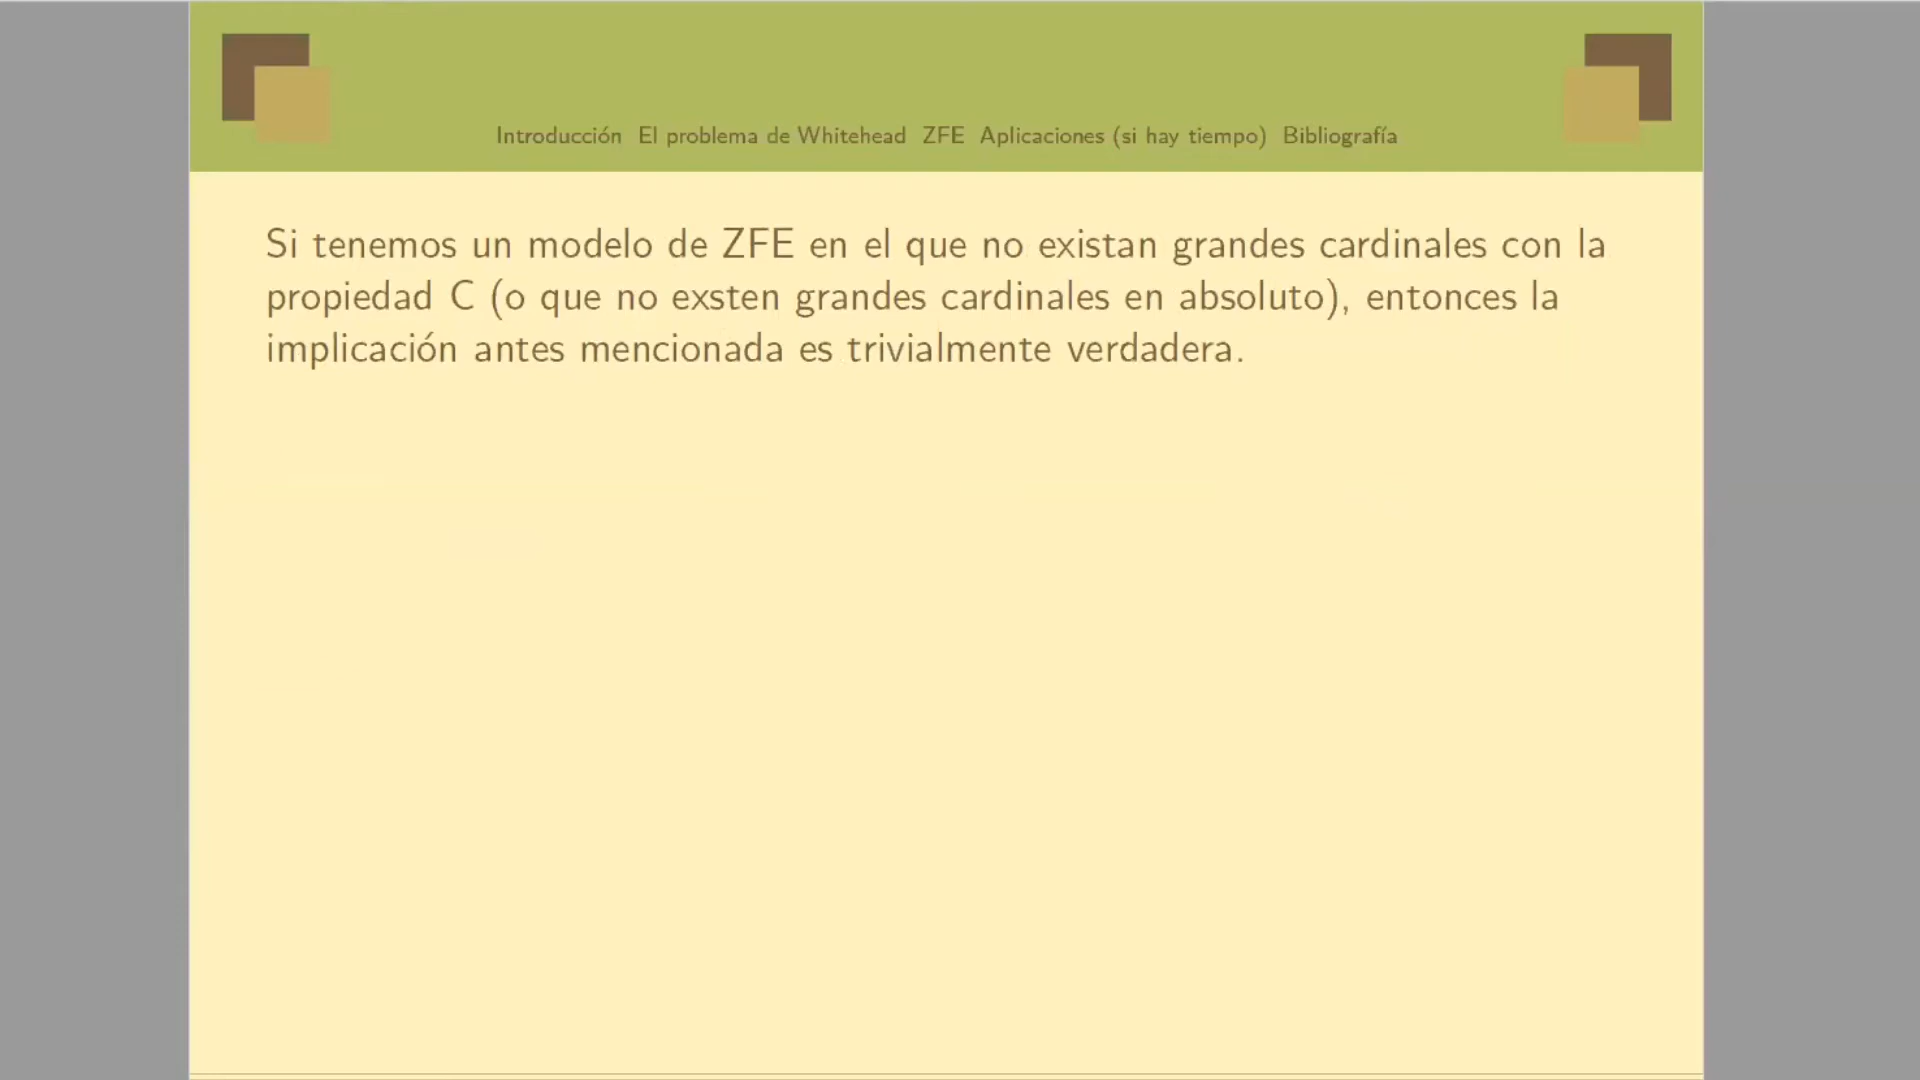 Introducción El problema de Whitehead ZFE Aplicaciones (si hay tiempo) Bibliografía
Si tenemos un modelo de ZFE en el que no existan grandes cardinales con la
propiedad C (o que no exsten grandes cardinales en absoluto), entonces la
implicación antes mencionada es trivialmente verdadera.